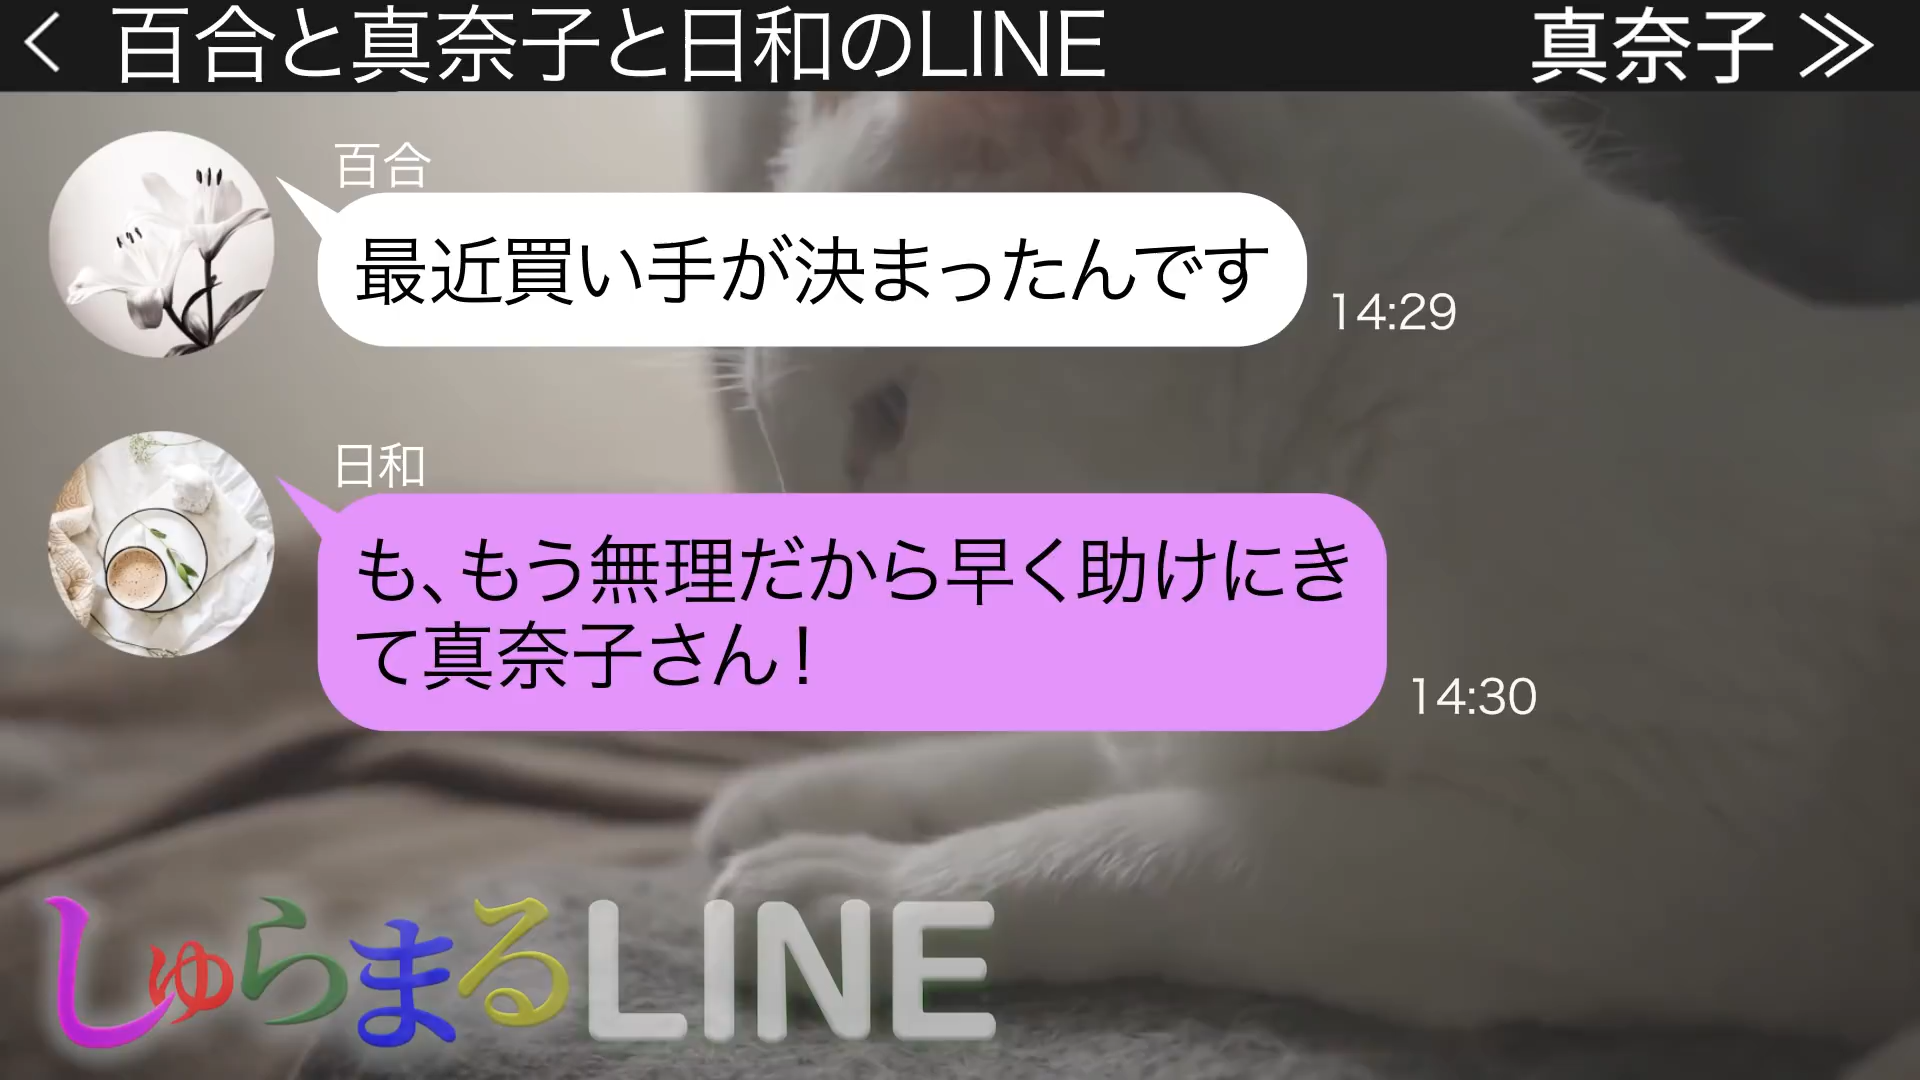 百合と真奈子と日和のLINE
真奈子
百合
最近買い手が決まったんです
14:29
日和
も、もう無理だから早く助けにき
て真奈子さん!
14:30
しゅらまるLINE